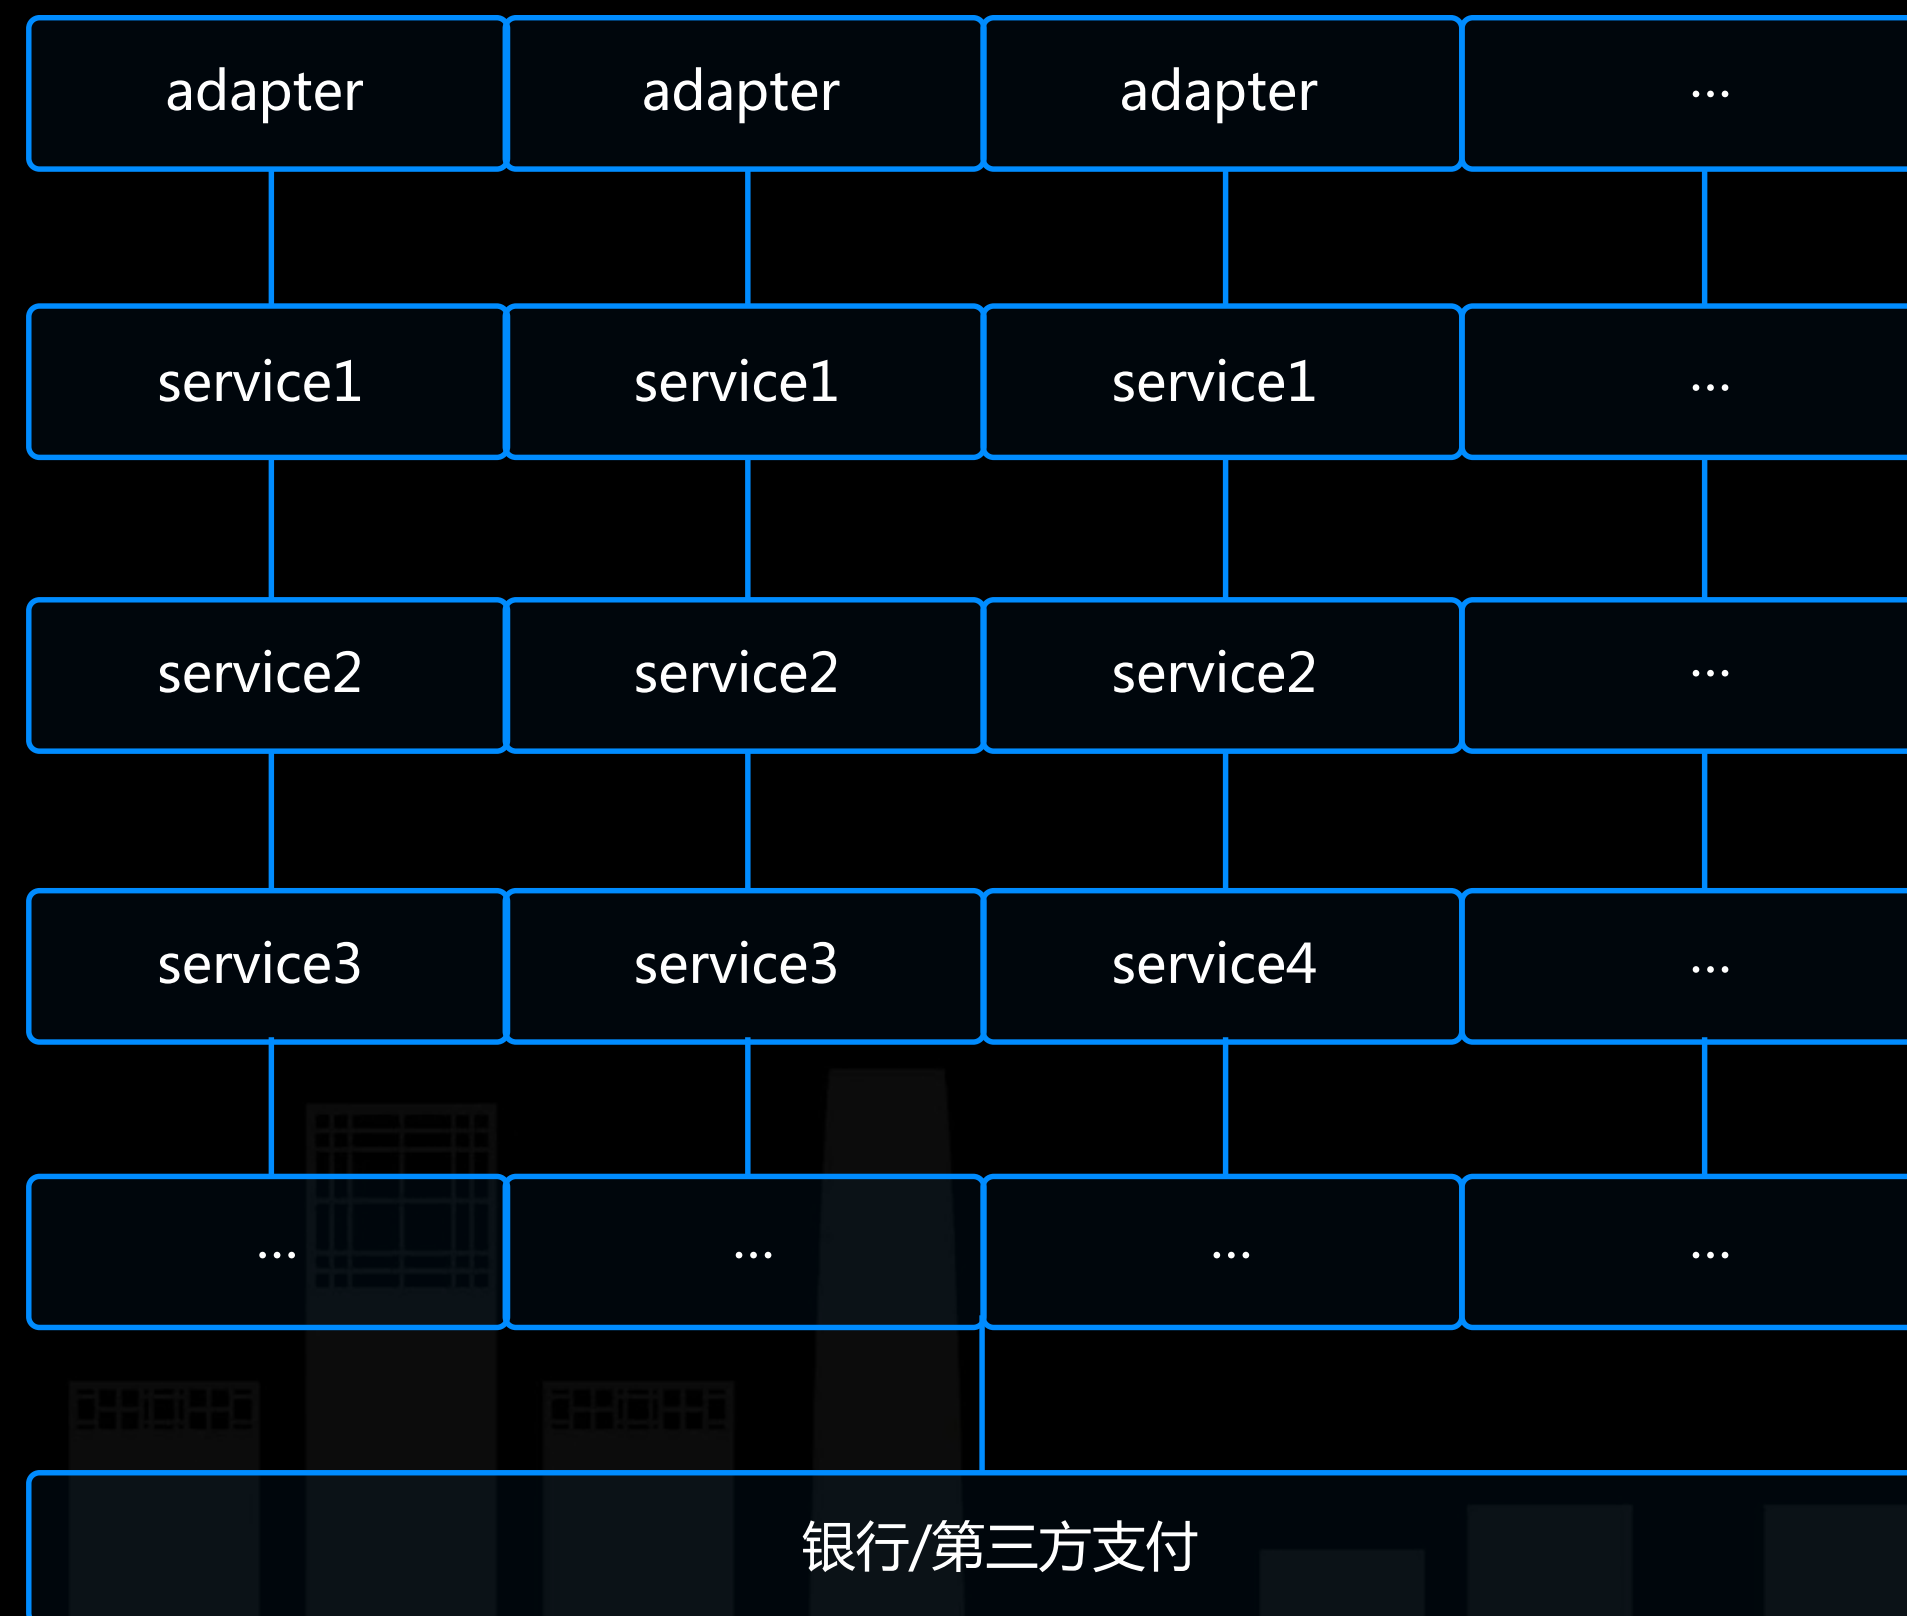 adapter adapter adapter ...
service1 service1 service1 ...
service2 service2 service2 ...
service3 service3 service4 ...
... ... ... ...
银行/第三方支付